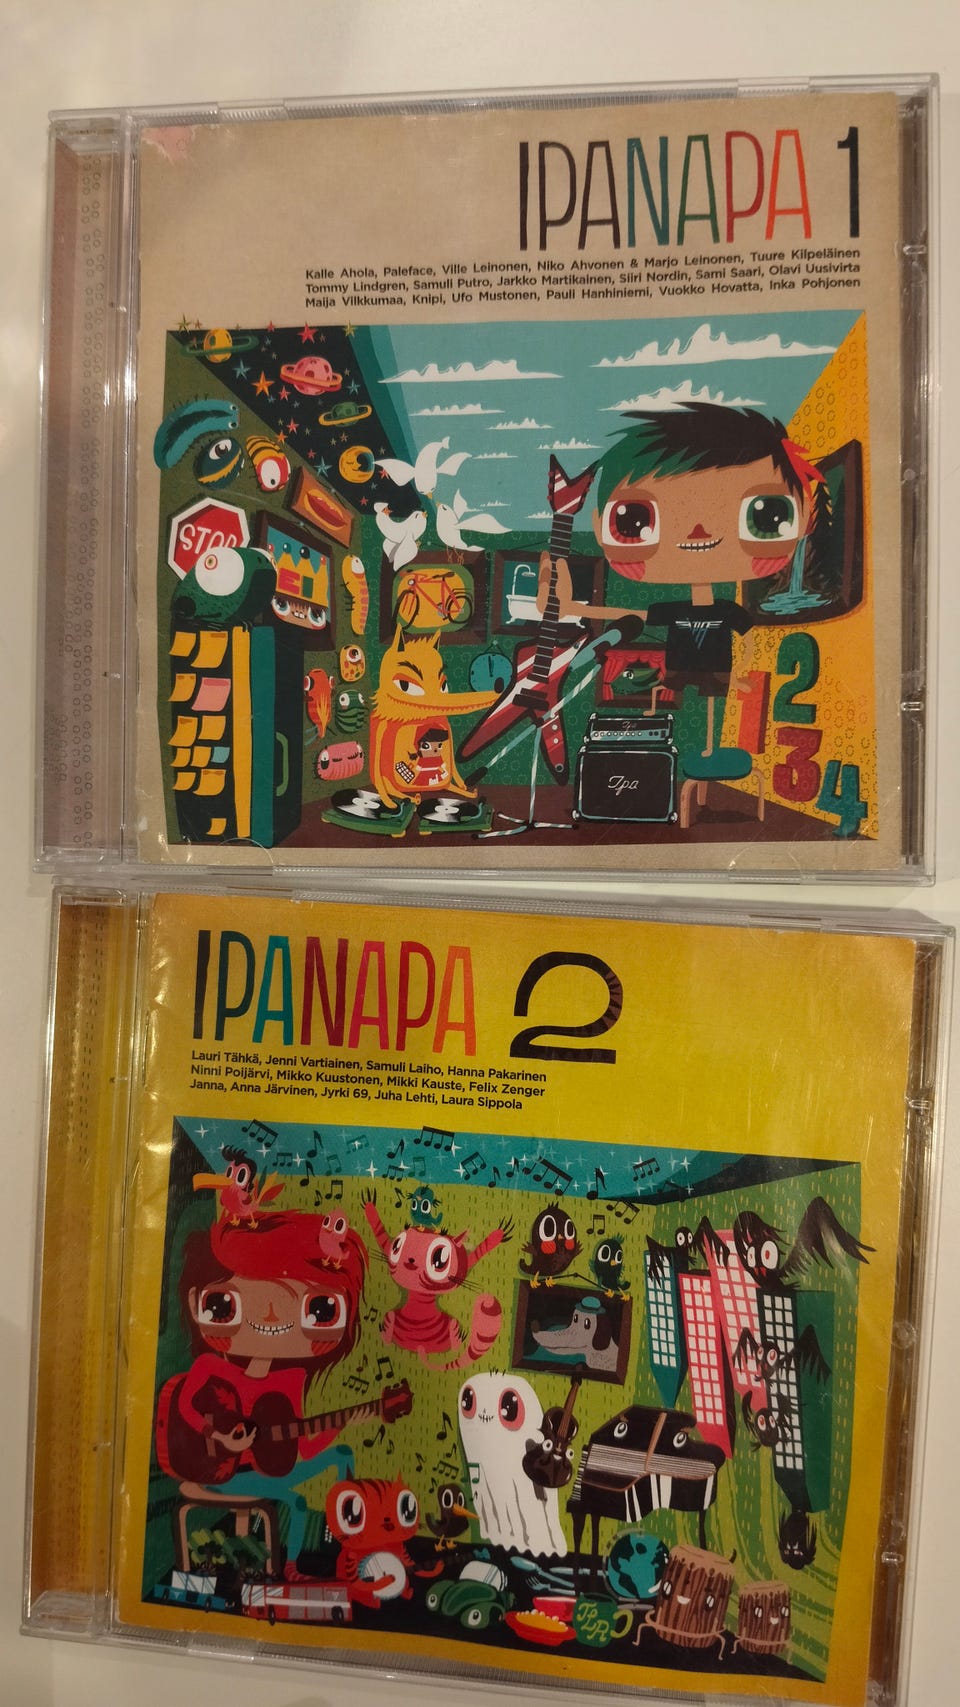 IPANAPA 1
Kalle Ahola, Paleface, Ville Leinonen, Niko Ahvonen & Marjo Leinonen, Tuure Kilpeläinen
Tommy Lindgren, Samuli Putro, Jarkko Martikainen, Siiri Nordin, Sami Saari, Olavi Uusivirta
Maija Vilkkumaa, Knipi, Ufo Mustonen, Pauli Hanhiniemi, Vuokko Hovatta, Inka Pohjonen
STOP
Ipa
Ipa
1
2
3
4
IPANAPA 2
Lauri Tähkä, Jenni Vartiainen, Samuli Laiho, Hanna Pakarinen
Ninni Poijärvi, Mikko Kuustonen, Mikki Kauste, Felix Zenger
Janna, Anna Järvinen, Jyrki 69, Juha Lehti, Laura Sippola